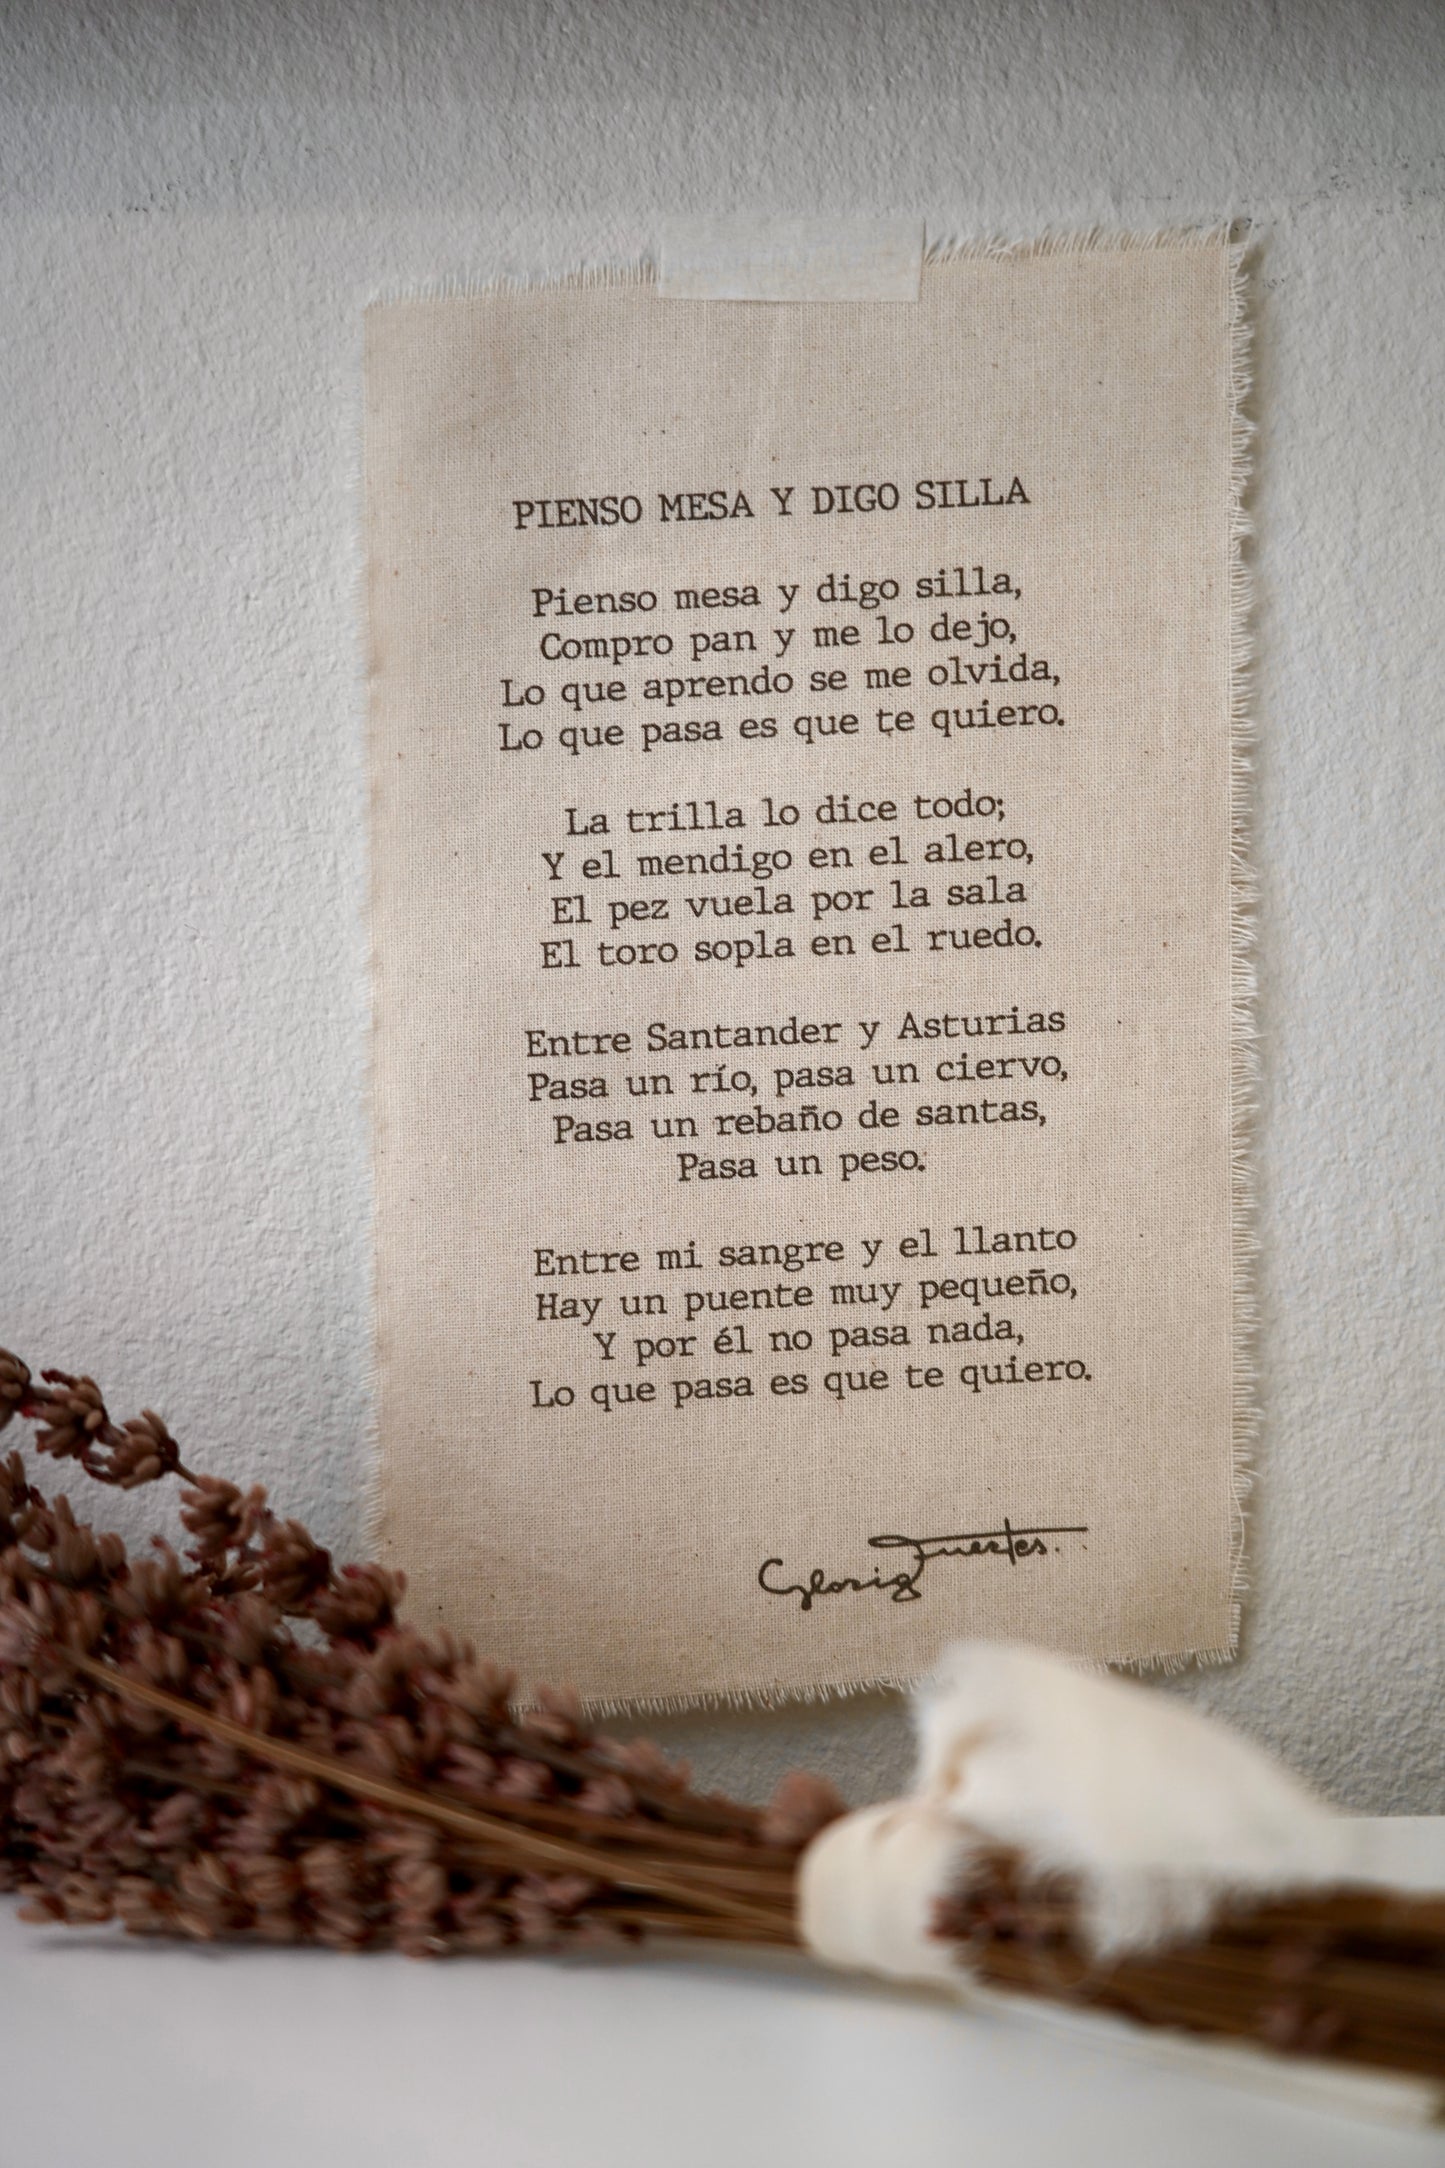 PIENSO MESA Y DIGO SILLA
Pienso mesa y digo silla,
Compro pan y me lo dejo,
Lo que aprendo se me olvida,
Lo que pasa es que te quiero.
La trilla lo dice todo;
Y el mendigo en el alero,
El pez vuela por la sala
El toro sopla en el ruedo.
Entre Santander y Asturias
Pasa un río, pasa un ciervo,
Pasa un rebaño de santas,
Pasa un peso.
Entre mi sangre y el llanto
Hay un puente muy pequeño,
Y por él no pasa nada,
Lo que pasa es que te quiero.
Gloria Fuertes.